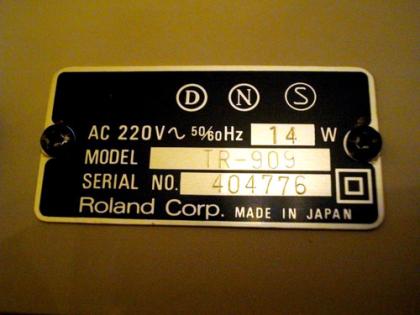 D N S
AC 220V~ 50/60Hz 14 W
MODEL TR-909
SERIAL NO. 404776
Roland Corp. MADE IN JAPAN